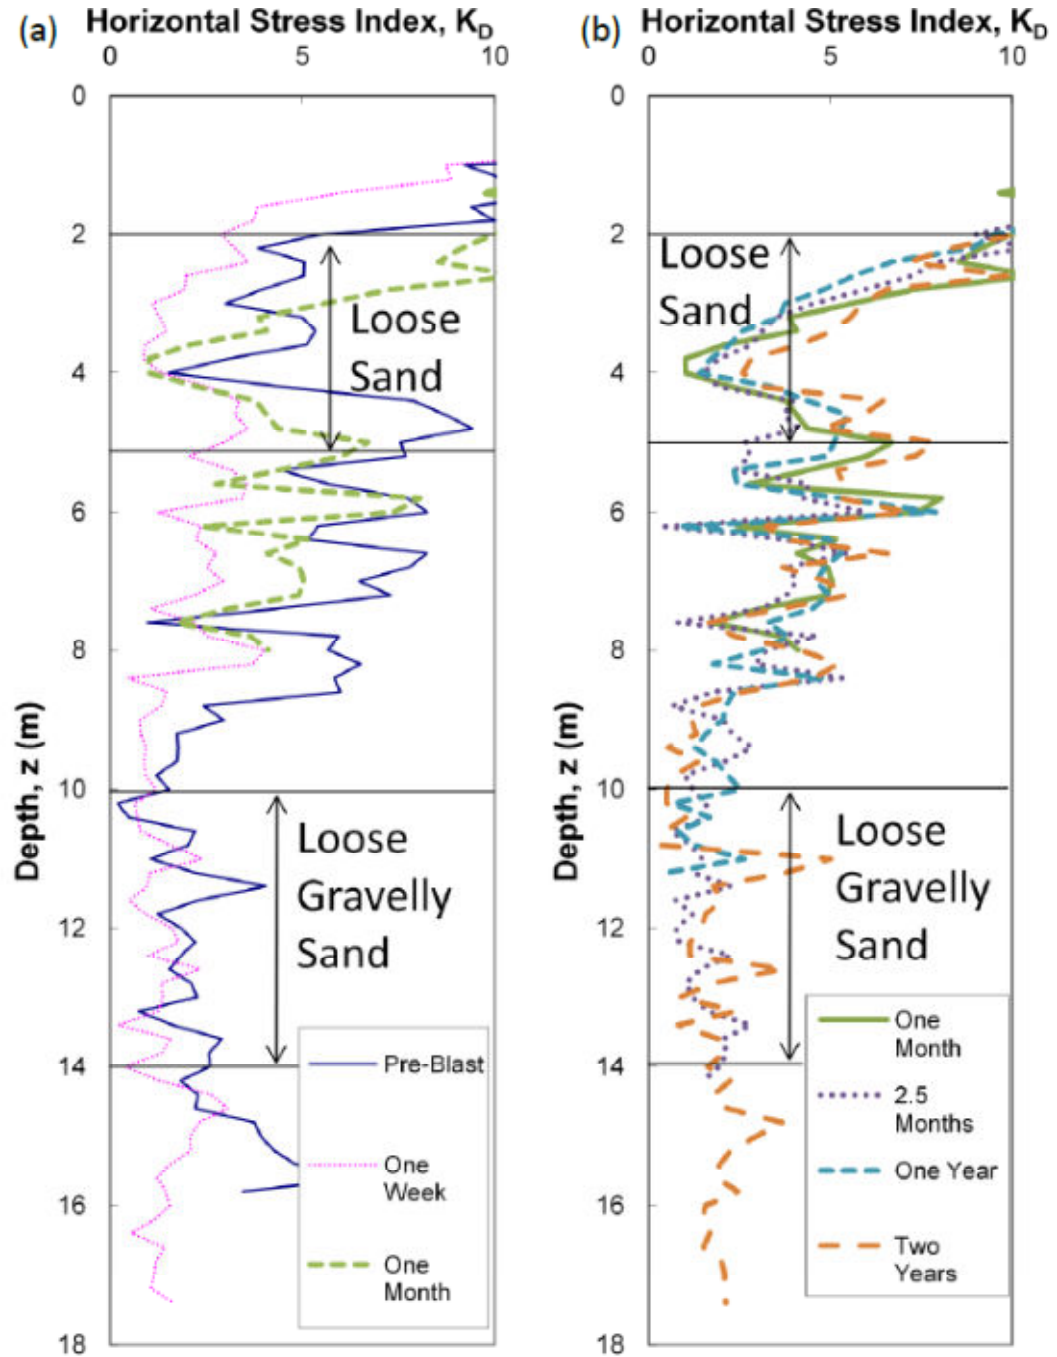 (a) Horizontal Stress Index, KD
0 5 10
0
2
4
6
8
10
12
14
16
18
Depth, z (m)
Loose
Sand
Loose
Gravelly
Sand
Pre-Blast
One
Week
One
Month
(b) Horizontal Stress Index, KD
0 5 10
0
2
4
6
8
10
12
14
16
18
Depth, z (m)
Loose
Sand
Loose
Gravelly
Sand
One
Month
2.5
Months
One Year
Two
Years